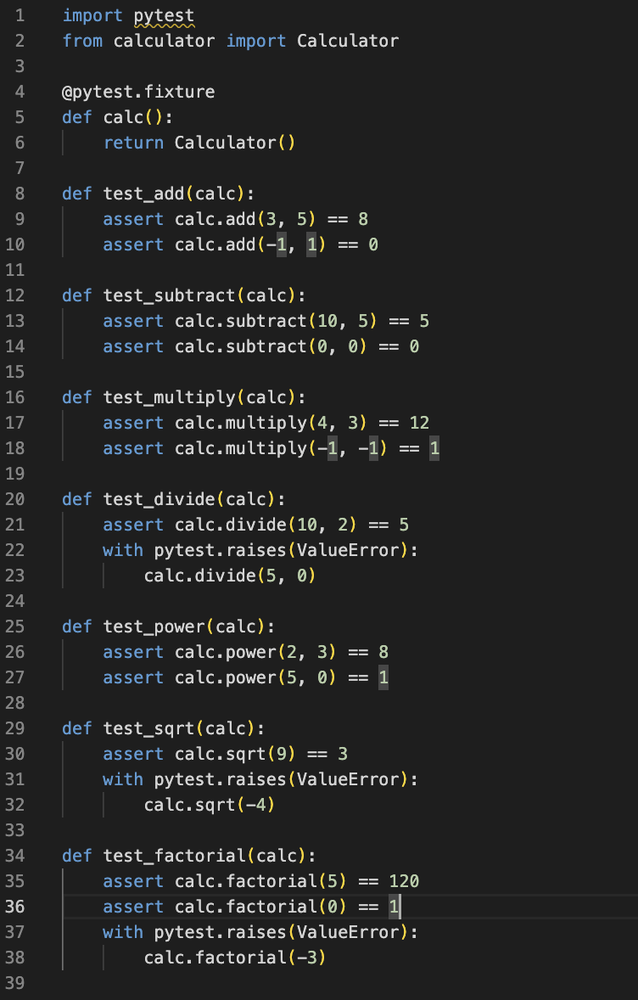 1 import pytest
2 from calculator import Calculator
3
4 @pytest.fixture
5 def calc():
6     return Calculator()
7
8 def test_add(calc):
9     assert calc.add(3, 5) == 8
10     assert calc.add(-1, 1) == 0
11
12 def test_subtract(calc):
13     assert calc.subtract(10, 5) == 5
14     assert calc.subtract(0, 0) == 0
15
16 def test_multiply(calc):
17     assert calc.multiply(4, 3) == 12
18     assert calc.multiply(-1, -1) == 1
19
20 def test_divide(calc):
21     assert calc.divide(10, 2) == 5
22     with pytest.raises(ValueError):
23         calc.divide(5, 0)
24
25 def test_power(calc):
26     assert calc.power(2, 3) == 8
27     assert calc.power(5, 0) == 1
28
29 def test_sqrt(calc):
30     assert calc.sqrt(9) == 3
31     with pytest.raises(ValueError):
32         calc.sqrt(-4)
33
34 def test_factorial(calc):
35     assert calc.factorial(5) == 120
36     assert calc.factorial(0) == 1
37     with pytest.raises(ValueError):
38         calc.factorial(-3)
39